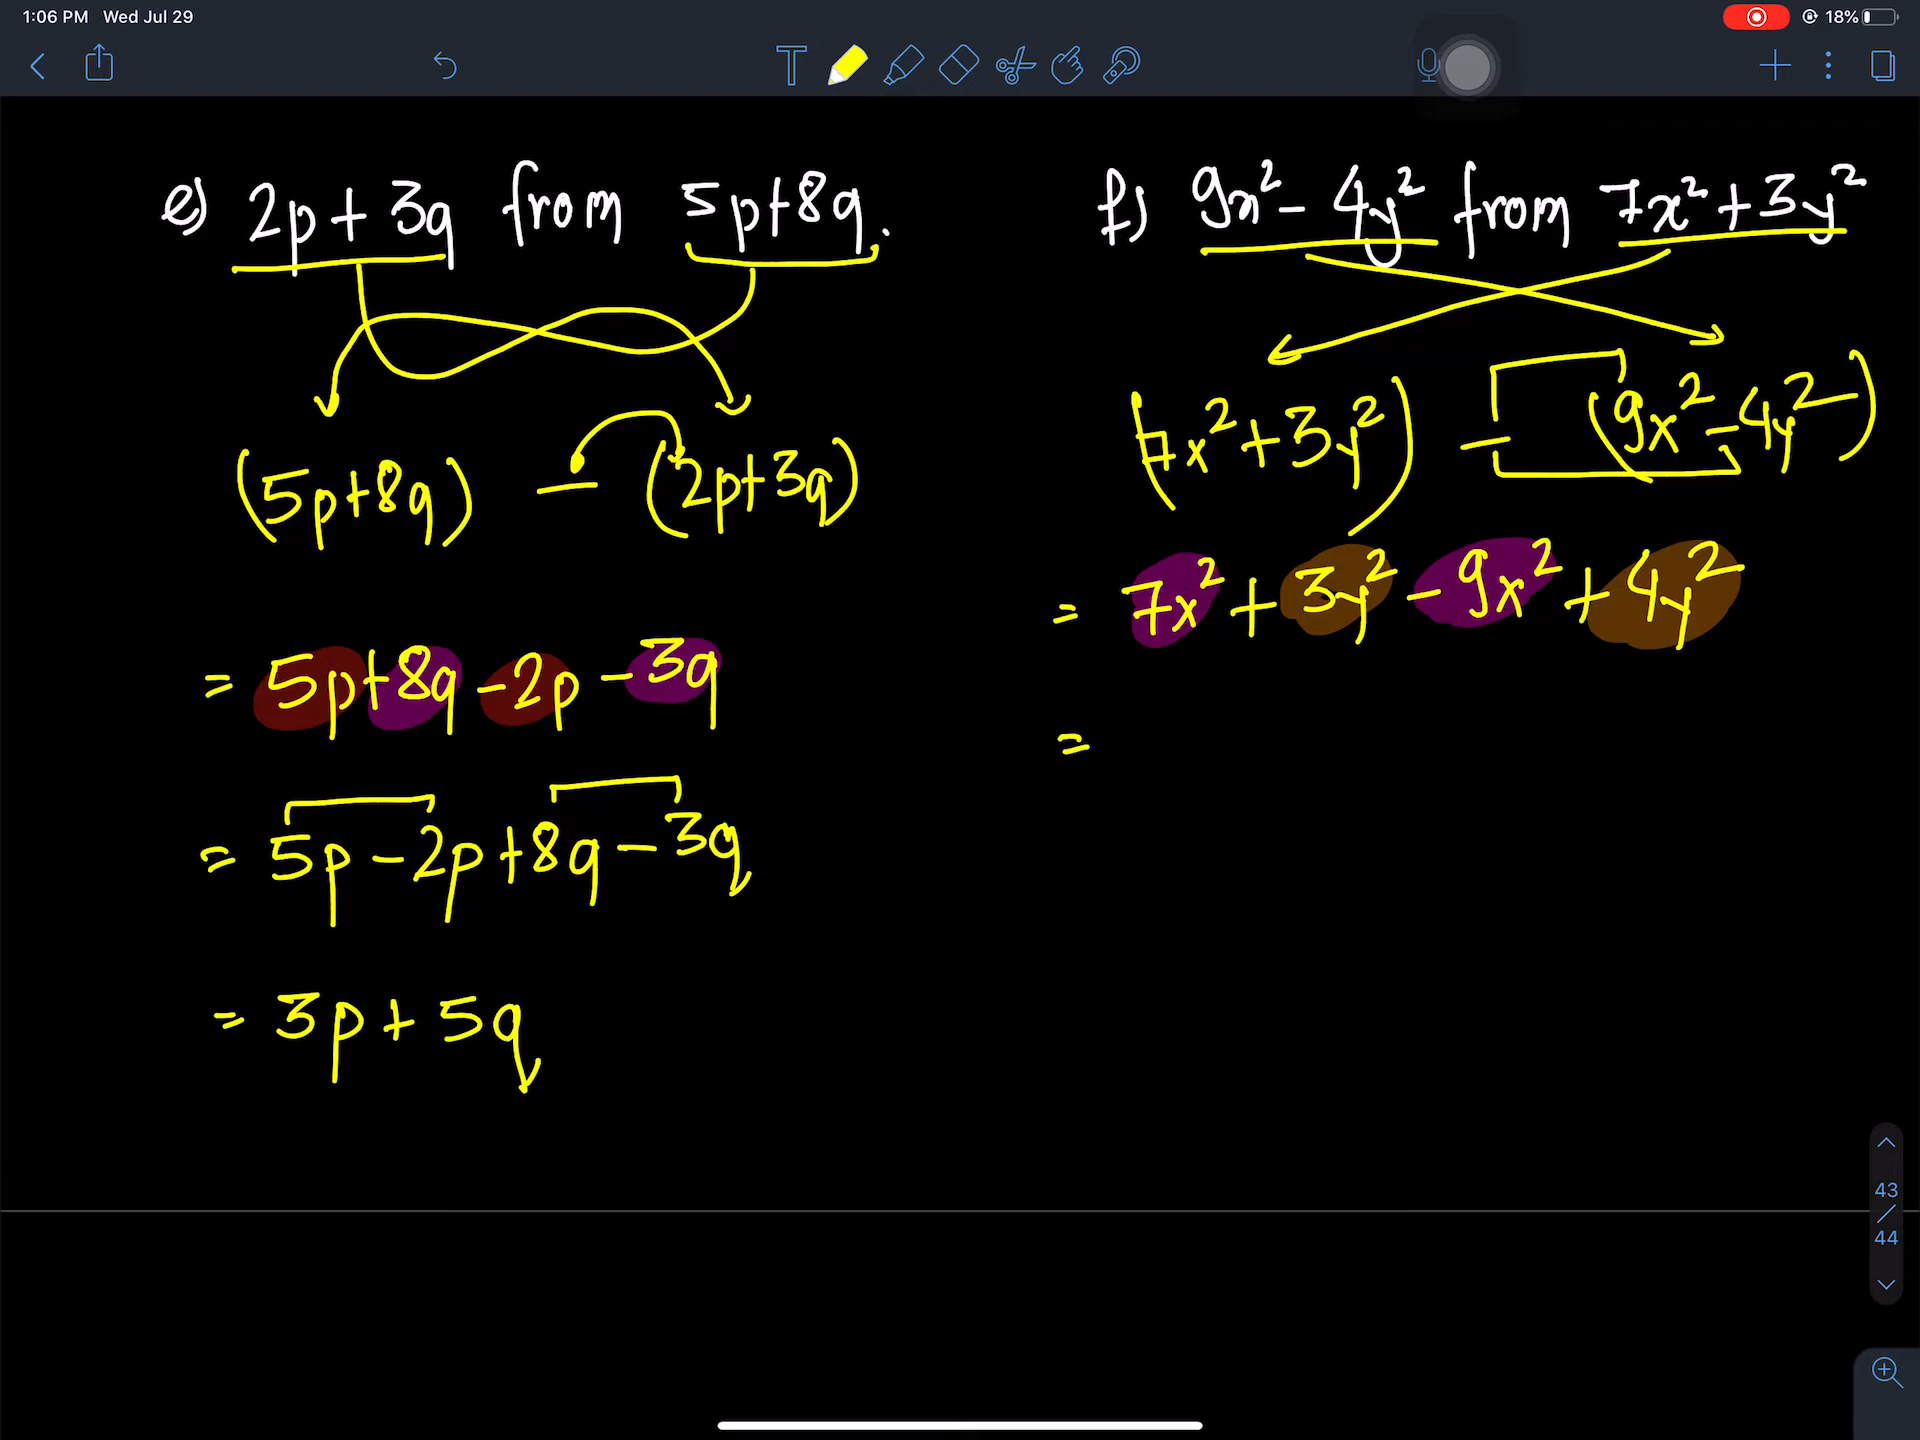 1:06 PM Wed Jul 29
18%
T
e) 2p + 3q from 5p+8q.
(5p+8q) - (2p+3q)
= 5p+8q -2p -3q
= 5p -2p +8q -3q
= 3p + 5q
f) 9x² - 4y² from 7x² + 3y²
(7x² + 3y²) - (9x² - 4y²)
= 7x² + 3y² - 9x² + 4y²
=
43
/
44